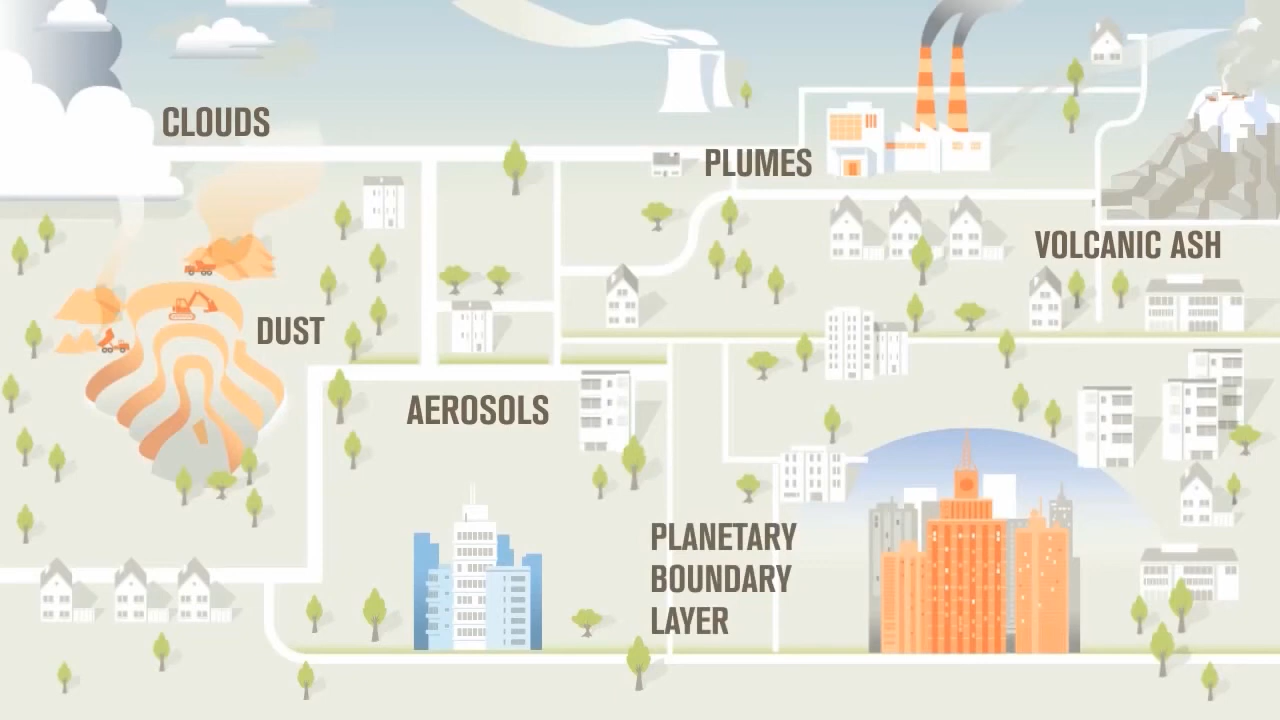 CLOUDS
PLUMES
VOLCANIC ASH
DUST
AEROSOLS
PLANETARY
BOUNDARY
LAYER